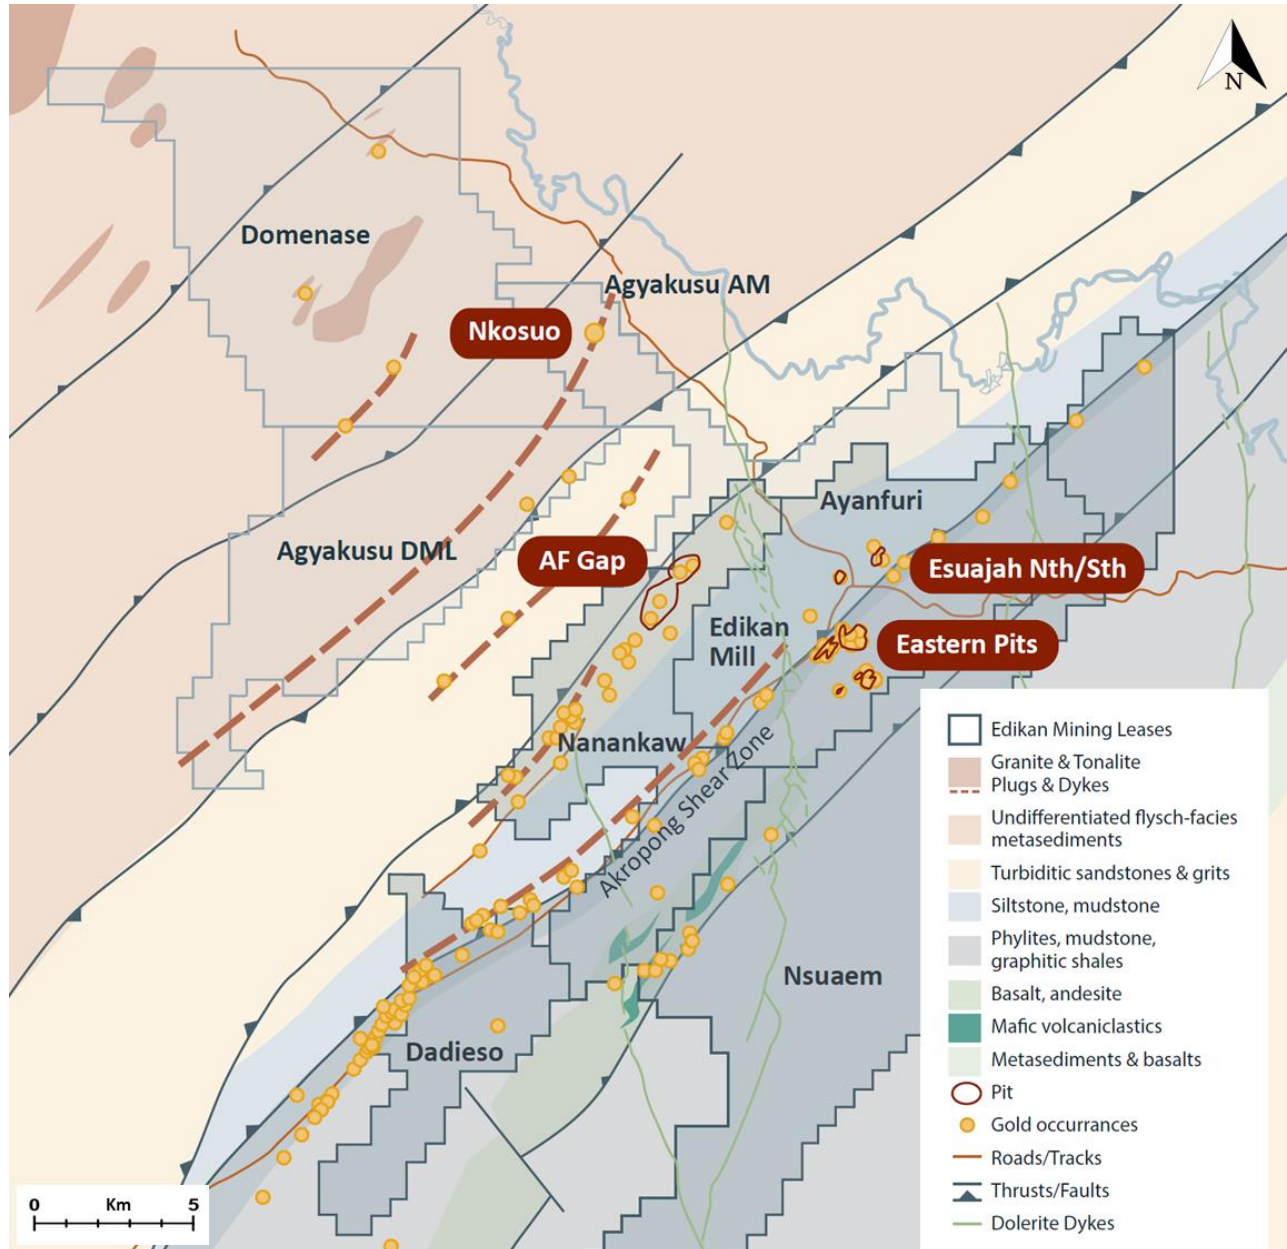 N
Domenase
Agyakusu AM
Nkosuo
Ayanfuri
Agyakusu DML
AF Gap
Esuajah Nth/Sth
Edikan
Mill
Eastern Pits
Nanankaw
Akropong Shear Zone
Nsuaem
Dadieso
Edikan Mining Leases
Granite & Tonalite
Plugs & Dykes
Undifferentiated flysch-facies
metasediments
Turbiditic sandstones & grits
Siltstone, mudstone
Phylites, mudstone,
graphitic shales
Basalt, andesite
Mafic volcaniclastics
Metasediments & basalts
Pit
Gold occurrances
Roads/Tracks
Thrusts/Faults
Dolerite Dykes
0 Km 5